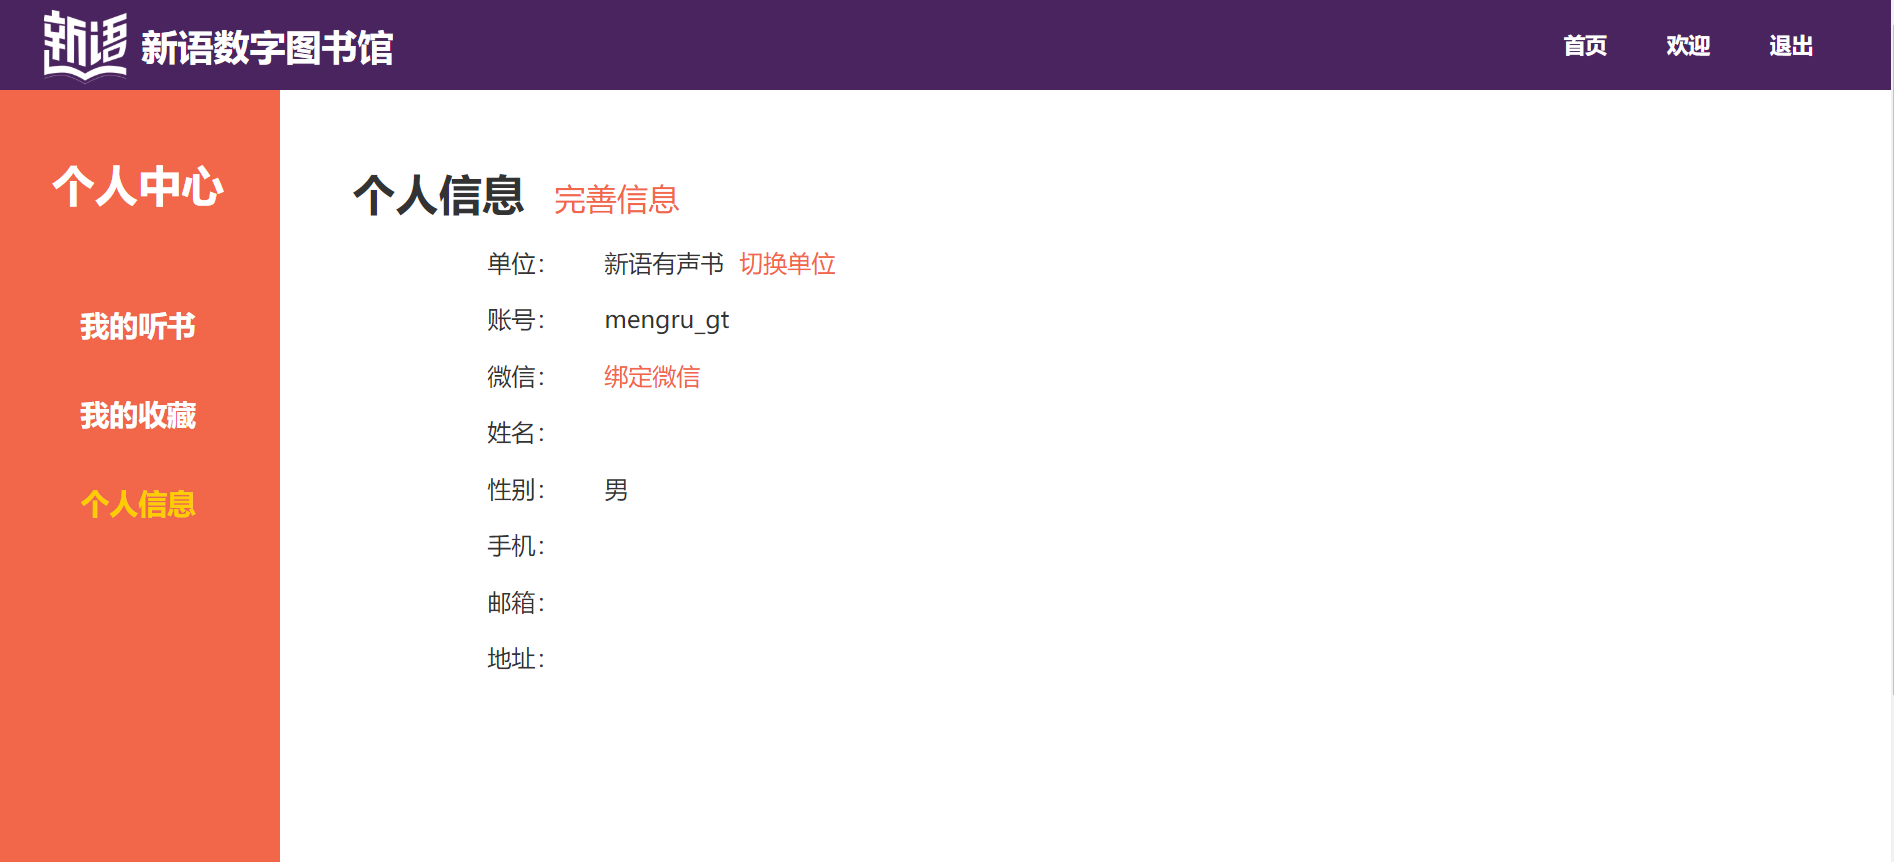 新语 新语数字图书馆 首页 欢迎 退出
个人中心
我的听书
我的收藏
个人信息
个人信息 完善信息
单位： 新语有声书 切换单位
账号： mengru_gt
微信： 绑定微信
姓名：
性别： 男
手机：
邮箱：
地址：